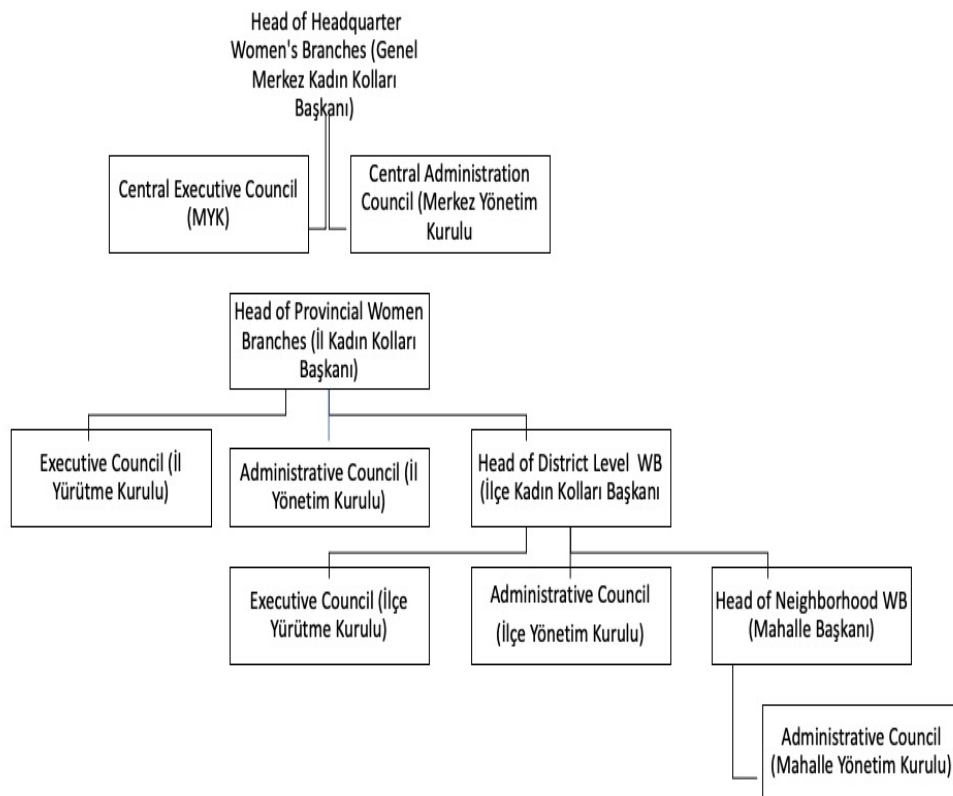 Head of Headquarter
Women's Branches (Genel
Merkez Kadın Kolları
Başkanı)
Central Executive Council
(MYK)
Central Administration
Council (Merkez Yönetim
Kurulu
Head of Provincial Women
Branches (İl Kadın Kolları
Başkanı)
Executive Council (İl
Yürütme Kurulu)
Administrative Council (İl
Yönetim Kurulu)
Head of District Level WB
(İlçe Kadın Kolları Başkanı
Executive Council (İlçe
Yürütme Kurulu)
Administrative Council
(İlçe Yönetim Kurulu)
Head of Neighborhood WB
(Mahalle Başkanı)
Administrative Council
(Mahalle Yönetim Kurulu)